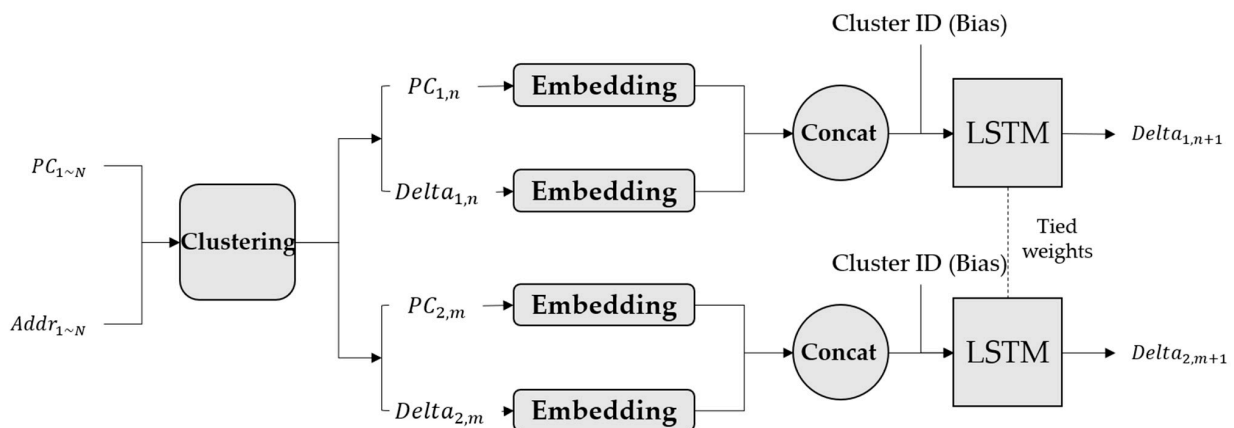 Cluster ID (Bias)
PC₁,ₙ
Embedding
Concat
LSTM
Delta₁,ₙ₊₁
PC₁~N
Delta₁,ₙ
Embedding
Clustering
Tied
weights
Cluster ID (Bias)
Addr₁~N
PC₂,ₘ
Embedding
Concat
LSTM
Delta₂,ₘ₊₁
Delta₂,ₘ
Embedding